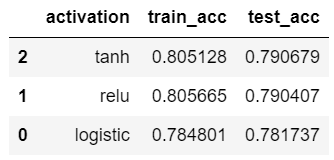 activation train_acc test_acc
2 tanh 0.805128 0.790679
1 relu 0.805665 0.790407
0 logistic 0.784801 0.781737